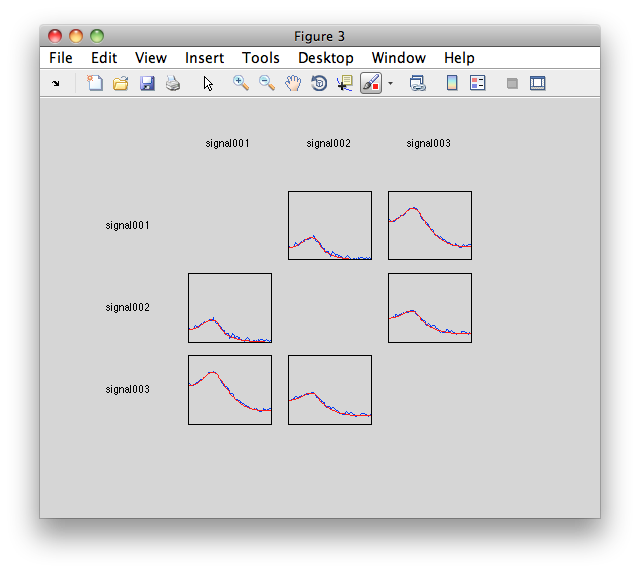 Figure 3
File Edit View Insert Tools Desktop Window Help
signal001 signal002 signal003
signal001
signal002
signal003